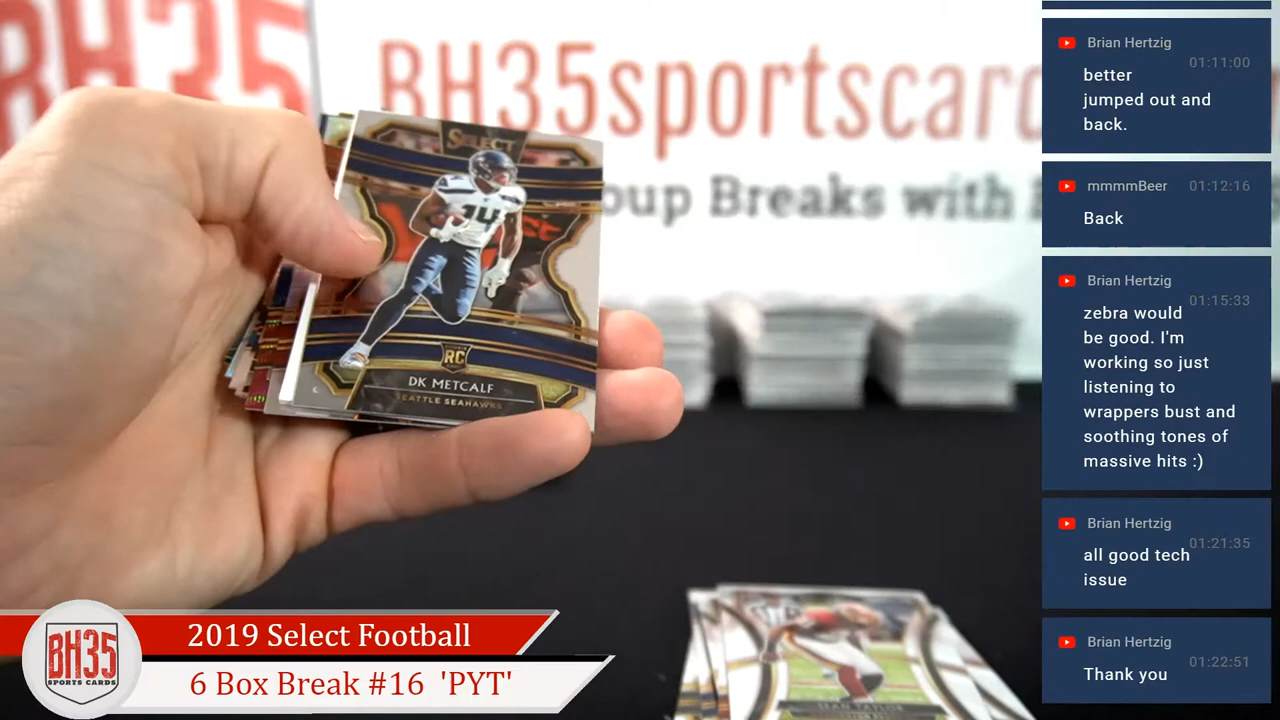 BH35
BH35sportscard
oup Breaks with
SELECT
14
RC
DK METCALF
SEATTLE SEAHAWKS
SEAN TAYLOR
BH35
SPORTS CARDS
2019 Select Football
6 Box Break #16 'PYT'
Brian Hertzig
01:11:00
better
jumped out and
back.
mmmmBeer
01:12:16
Back
Brian Hertzig
01:15:33
zebra would
be good. I'm
working so just
listening to
wrappers bust and
soothing tones of
massive hits :)
Brian Hertzig
01:21:35
all good tech
issue
Brian Hertzig
01:22:51
Thank you